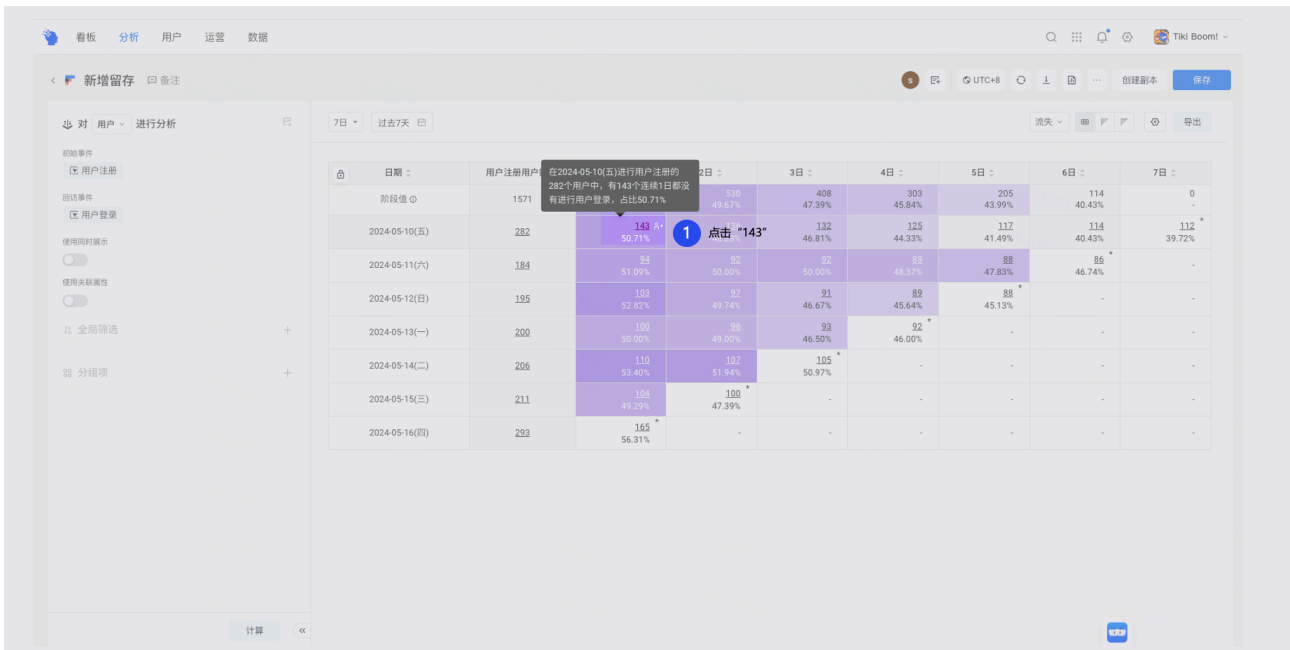 看板 分析 用户 运营 数据 Tiki Boom!
新增留存 备注 s UTC+8 创建副本 保存
对 用户 进行分析 7日 过去7天 流失 导出
初始事件
用户注册
回访事件
用户登录
使用同时展示
使用关联属性
全局筛选
分组项
计算
在2024-05-10(五)进行用户注册的
282个用户中，有143个连续1日都没
有进行用户登录，占比50.71%
1 点击“143”
日期 用户注册用户 2日 3日 4日 5日 6日 7日
阶段值 1571 530 408 303 205 114 0
49.67% 47.39% 45.84% 43.99% 40.43% -
2024-05-10(五) 282 143 132 125 117 114 112 *
50.71% 46.81% 44.33% 41.49% 40.43% 39.72%
2024-05-11(六) 184 94 92 92 89 88 86 * -
51.09% 50.00% 50.00% 48.37% 47.83% 46.74%
2024-05-12(日) 195 103 97 91 89 88 * - -
52.82% 49.74% 46.67% 45.64% 45.13%
2024-05-13(一) 200 100 98 93 92 * - - -
50.00% 49.00% 46.50% 46.00%
2024-05-14(二) 206 110 107 105 * - - - -
53.40% 51.94% 50.97%
2024-05-15(三) 211 104 100 * - - - - -
49.29% 47.39%
2024-05-16(四) 293 165 * - - - - - -
56.31%